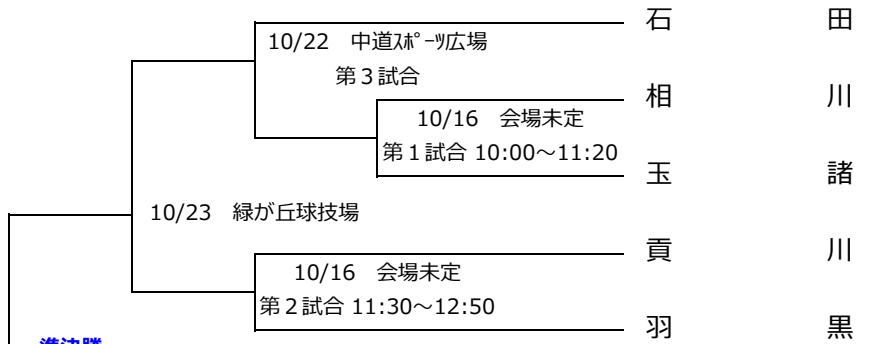 石 田
10/22 中道ｽﾎﾟｰﾂ広場
第３試合
相 川
10/16 会場未定
第１試合 10:00～11:20
玉 諸
10/23 緑が丘球技場
貢 川
10/16 会場未定
第２試合 11:30～12:50
羽 黒
準決勝